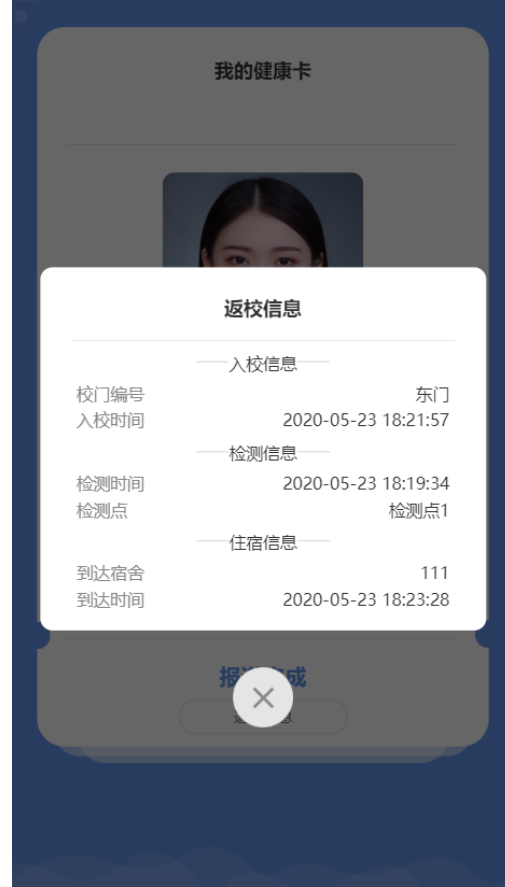 我的健康卡
返校信息
入校信息
校门编号 东门
入校时间 2020-05-23 18:21:57
检测信息
检测时间 2020-05-23 18:19:34
检测点 检测点1
住宿信息
到达宿舍 111
到达时间 2020-05-23 18:23:28
报 成